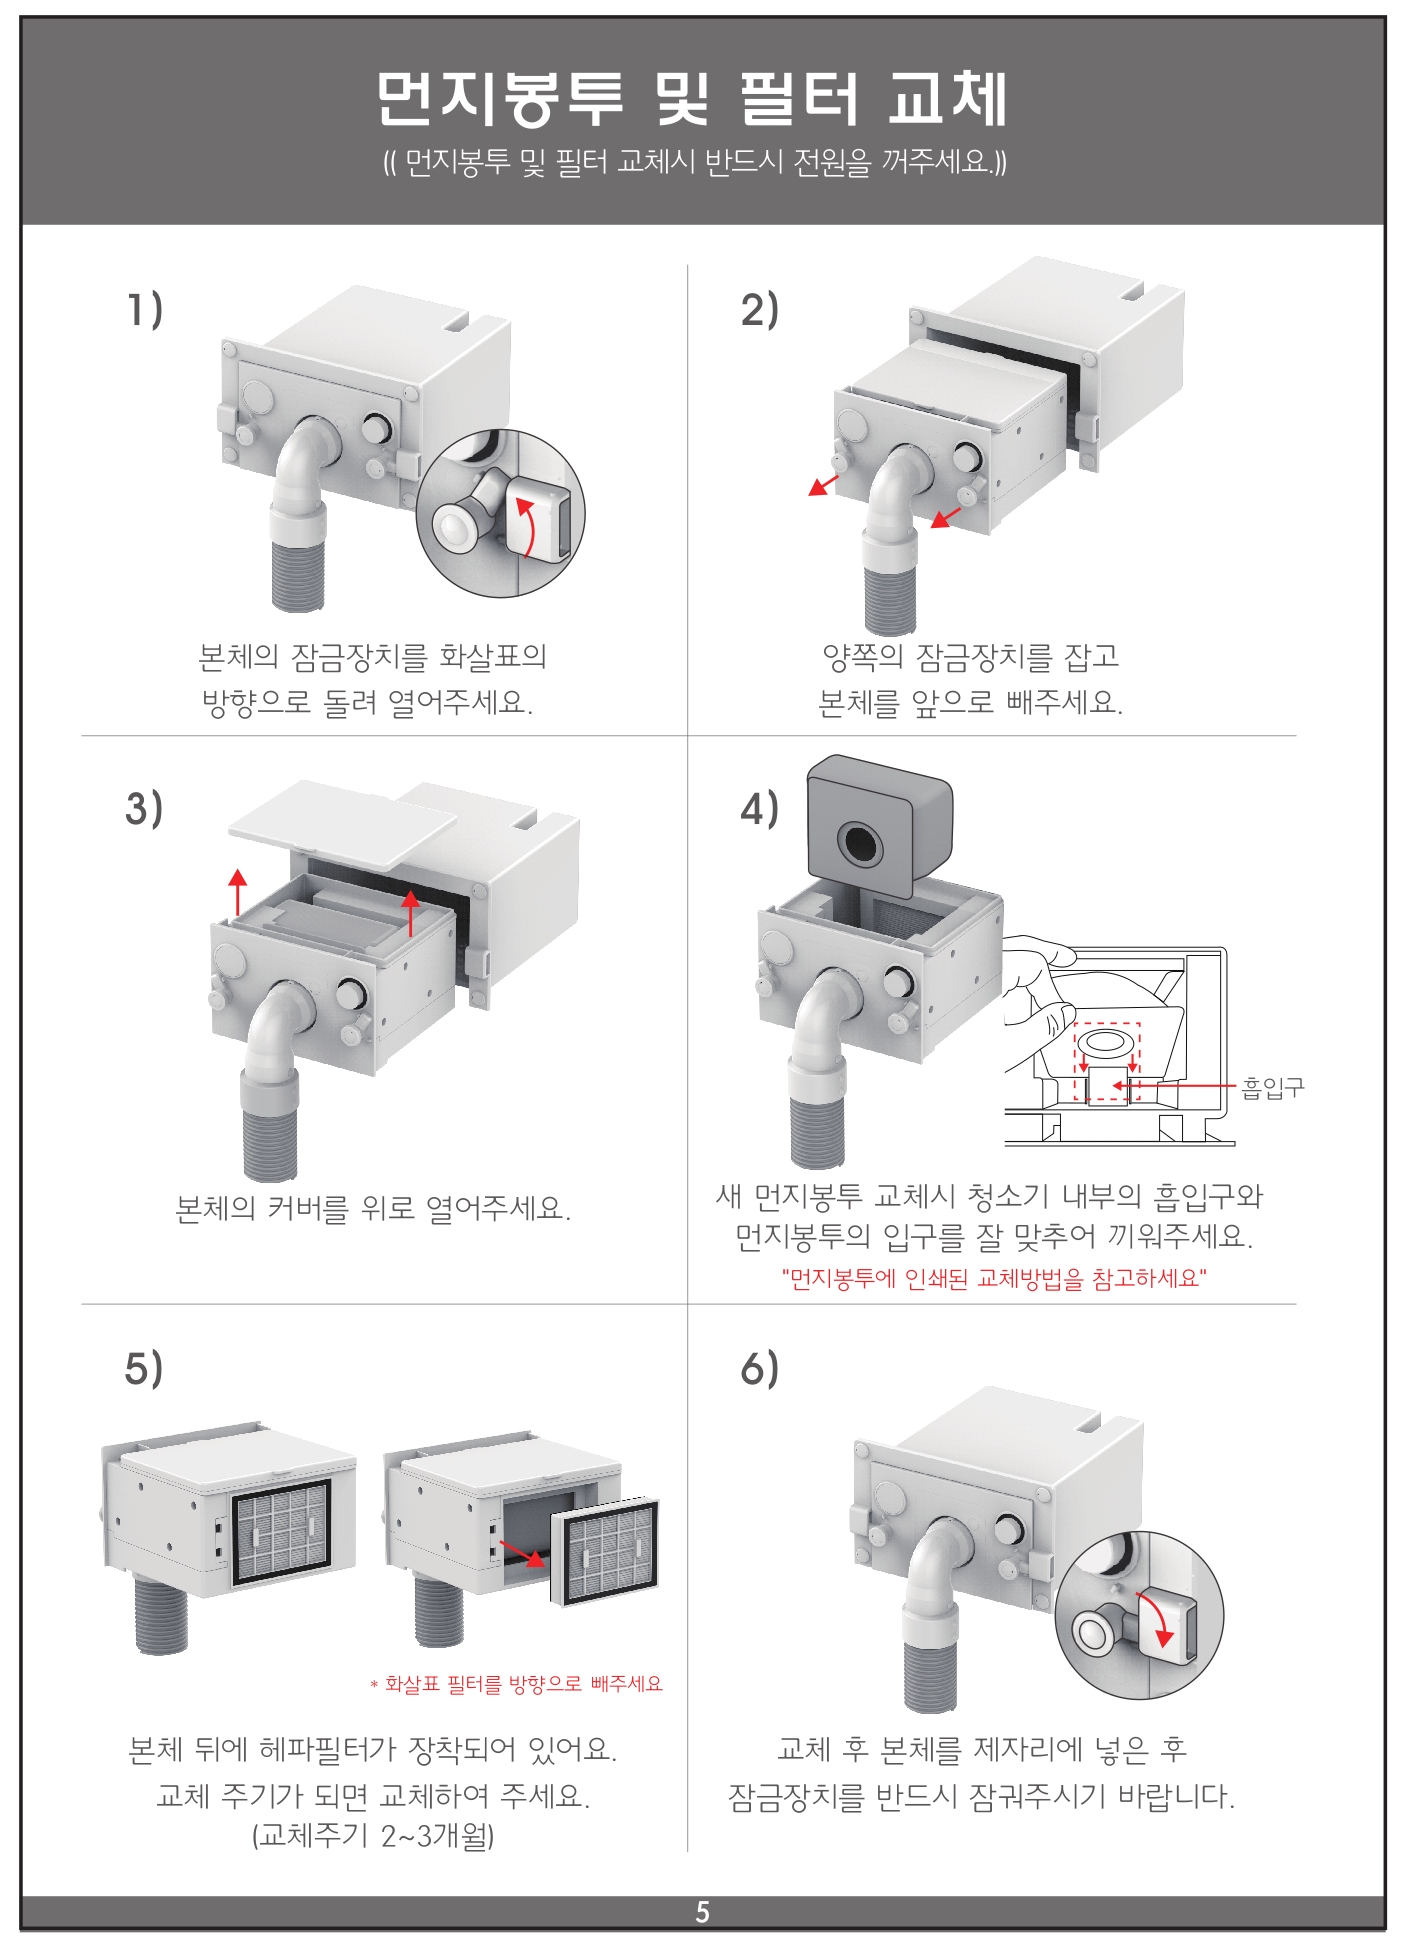 먼지봉투 및 필터 교체
(( 먼지봉투 및 필터 교체시 반드시 전원을 꺼주세요.))
1)
본체의 잠금장치를 화살표의
방향으로 돌려 열어주세요.
2)
양쪽의 잠금장치를 잡고
본체를 앞으로 빼주세요.
3)
본체의 커버를 위로 열어주세요.
4)
흡입구
새 먼지봉투 교체시 청소기 내부의 흡입구와
먼지봉투의 입구를 잘 맞추어 끼워주세요.
"먼지봉투에 인쇄된 교체방법을 참고하세요"
5)
* 화살표 필터를 방향으로 빼주세요
본체 뒤에 헤파필터가 장착되어 있어요.
교체 주기가 되면 교체하여 주세요.
(교체주기 2~3개월)
6)
교체 후 본체를 제자리에 넣은 후
잠금장치를 반드시 잠궈주시기 바랍니다.
5